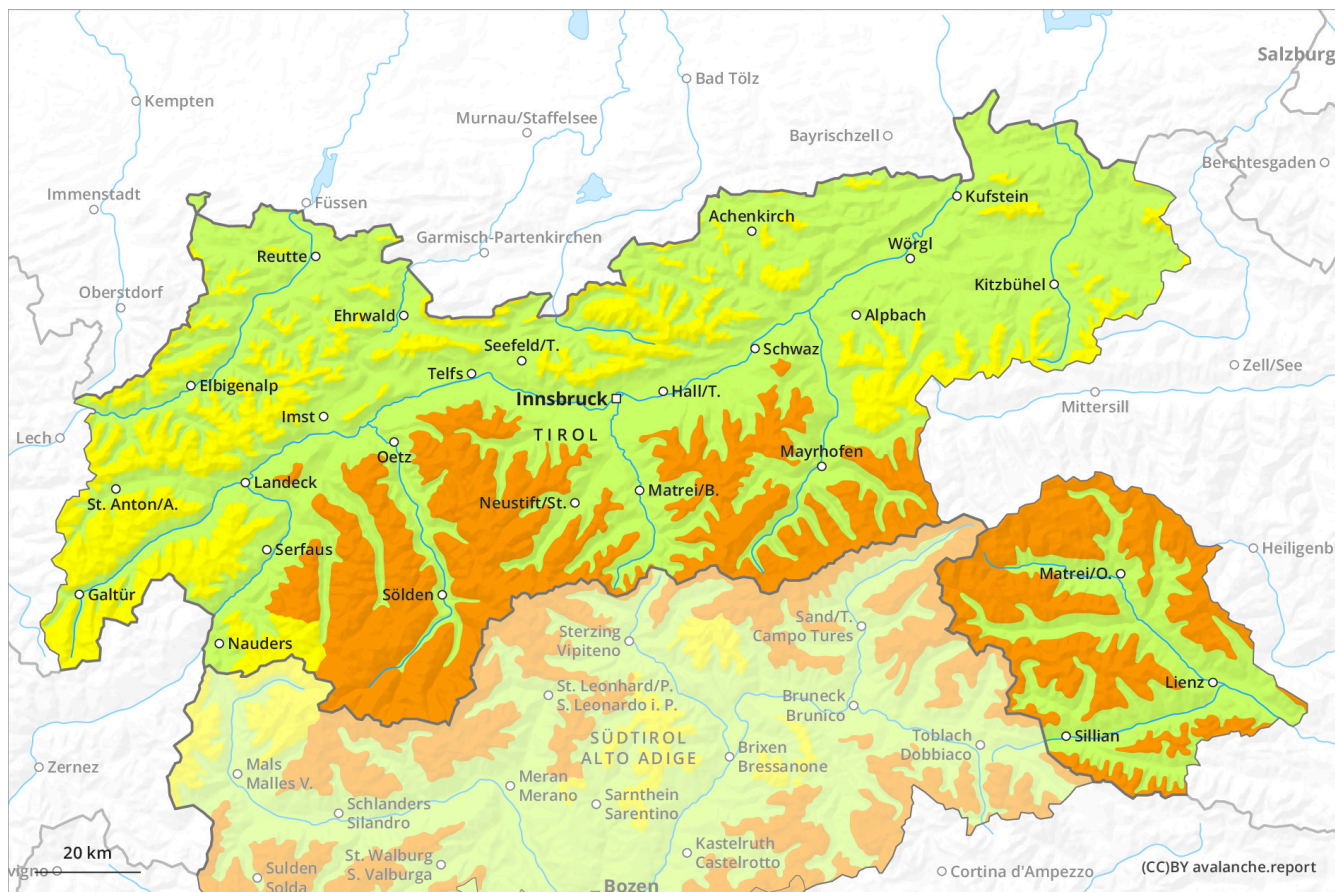 Salzburg
Bad Tölz
Kempten
Murnau/Staffelsee
Bayrischzell
Berchtesgaden
Immenstadt
Füssen
Kufstein
Achenkirch
Garmisch-Partenkirchen
Wörgl
Reutte
Kitzbühel
Oberstdorf
Ehrwald
Alpbach
Seefeld/T.
Schwaz
Zell/See
Telfs
Elbigenalp
Hall/T.
Innsbruck
Mittersill
Imst
Lech
TIROL
Oetz
Mayrhofen
Landeck
Matrei/B.
St. Anton/A.
Neustift/St.
Serfaus
Heiligenb
Matrei/O.
Galtür
Sölden
Sand/T.
Campo Tures
Sterzing
Vipiteno
Nauders
Lienz
St. Leonhard/P.
S. Leonardo i. P.
Bruneck
Brunico
Sillian
SÜDTIROL
ALTO ADIGE
Toblach
Dobbiaco
Brixen
Bressanone
Zernez
Mals
Malles V.
Meran
Merano
Sarnthein
Sarentino
Schlanders
Silandro
Kastelruth
Castelrotto
20 km
St. Walburg
S. Valburga
vigno
Cortina d'Ampezzo
(CC)BY avalanche.report
Sulden
Solda
Bozen